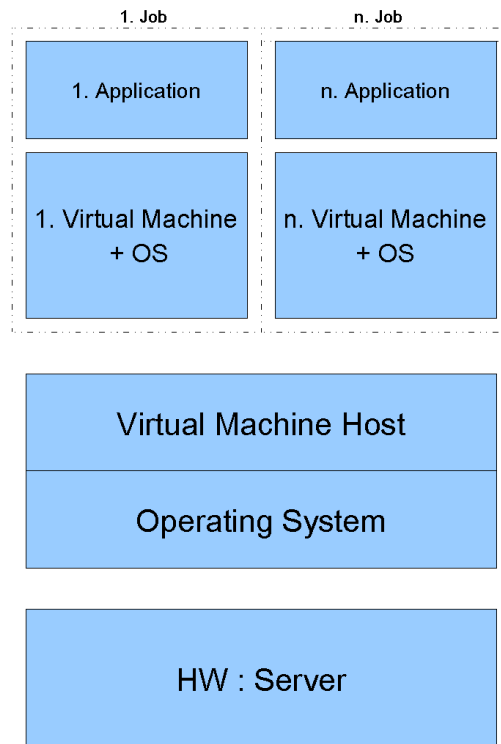 1. Job
n. Job
1. Application
n. Application
1. Virtual Machine
+ OS
n. Virtual Machine
+ OS
Virtual Machine Host
Operating System
HW : Server